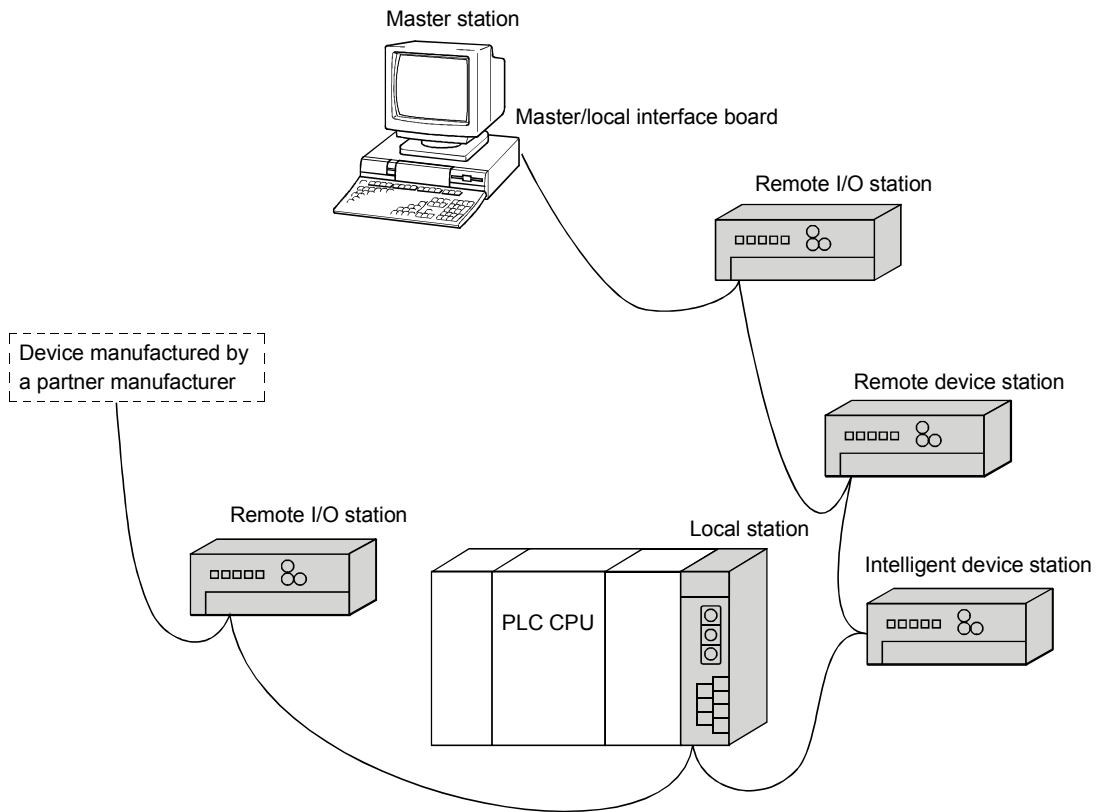 Master station
Master/local interface board
Remote I/O station
Device manufactured by
a partner manufacturer
Remote device station
Remote I/O station
Local station
Intelligent device station
PLC CPU